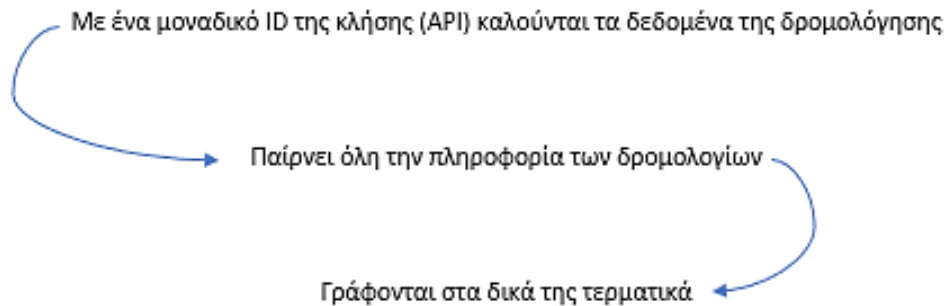 Με ένα μοναδικό ID της κλήσης (API) καλούνται τα δεδομένα της δρομολόγησης
Παίρνει όλη την πληροφορία των δρομολογίων
Γράφονται στα δικά της τερματικά